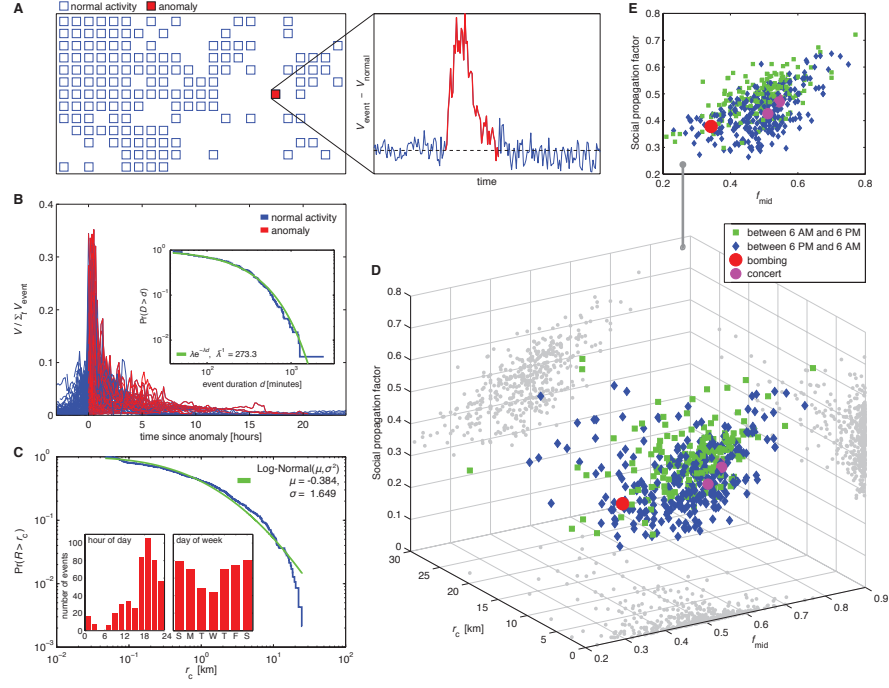 A
normal activity
anomaly
V_event − V_normal
time
B
0.4
0.3
0.2
0.1
0
V / Σ_t V_event
normal activity
anomaly
10^0
10^-1
10^-2
Pr(D > d)
λe^−λd, λ^-1 = 273.3
10^2
10^3
event duration d [minutes]
0 5 10 15 20
time since anomaly [hours]
C
10^0
10^-1
10^-2
10^-3
Pr(R > r_c)
Log-Normal(μ,σ²)
μ = -0.384,
σ = 1.649
hour of day
day of week
100
80
60
40
20
0
number of events
0 6 12 18 24
S M T W T F S
10^-2 10^-1 10^0 10^1 10^2
r_c [km]
E
0.8
0.7
0.6
0.5
0.4
0.3
0.2
Social propagation factor
0.2 0.4 0.6 0.8
f_mid
between 6 AM and 6 PM
between 6 PM and 6 AM
bombing
concert
D
0.8
0.7
0.6
0.5
0.4
0.3
0.2
0.1
0
Social propagation factor
30
25
20
15
10
5
0
r_c [km]
0.2 0.3 0.4 0.5 0.6 0.7 0.8 0.9
f_mid